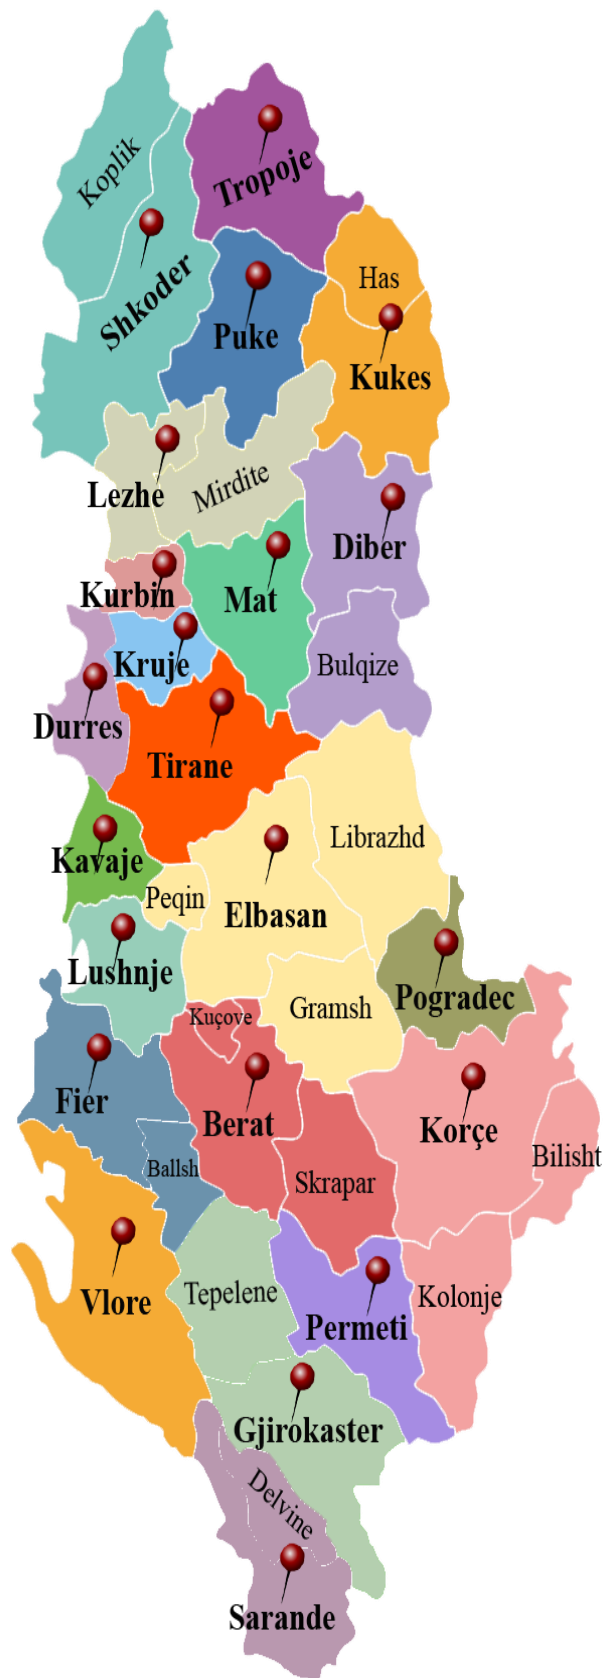 Koplik
Tropoje
Shkoder
Has
Puke
Kukes
Lezhe
Mirdite
Diber
Kurbin
Mat
Kruje
Bulqize
Durres
Tirane
Librazhd
Kavaje
Peqin
Elbasan
Lushnje
Pogradec
Gramsh
Kuçove
Fier
Berat
Korçe
Bilisht
Ballsh
Skrapar
Tepelene
Kolonje
Vlore
Permeti
Gjirokaster
Delvine
Sarande